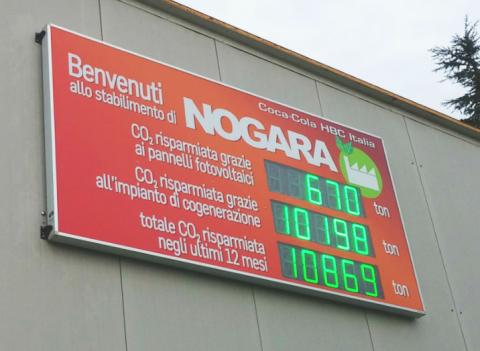 Benvenuti
allo stabilimento di NOGARA
Coca-Cola HBC Italia
CO₂ risparmiata grazie
ai pannelli fotovoltaici 670 ton
CO₂ risparmiata grazie
all'impianto di cogenerazione 10198 ton
totale CO₂ risparmiata
negli ultimi 12 mesi 10869 ton